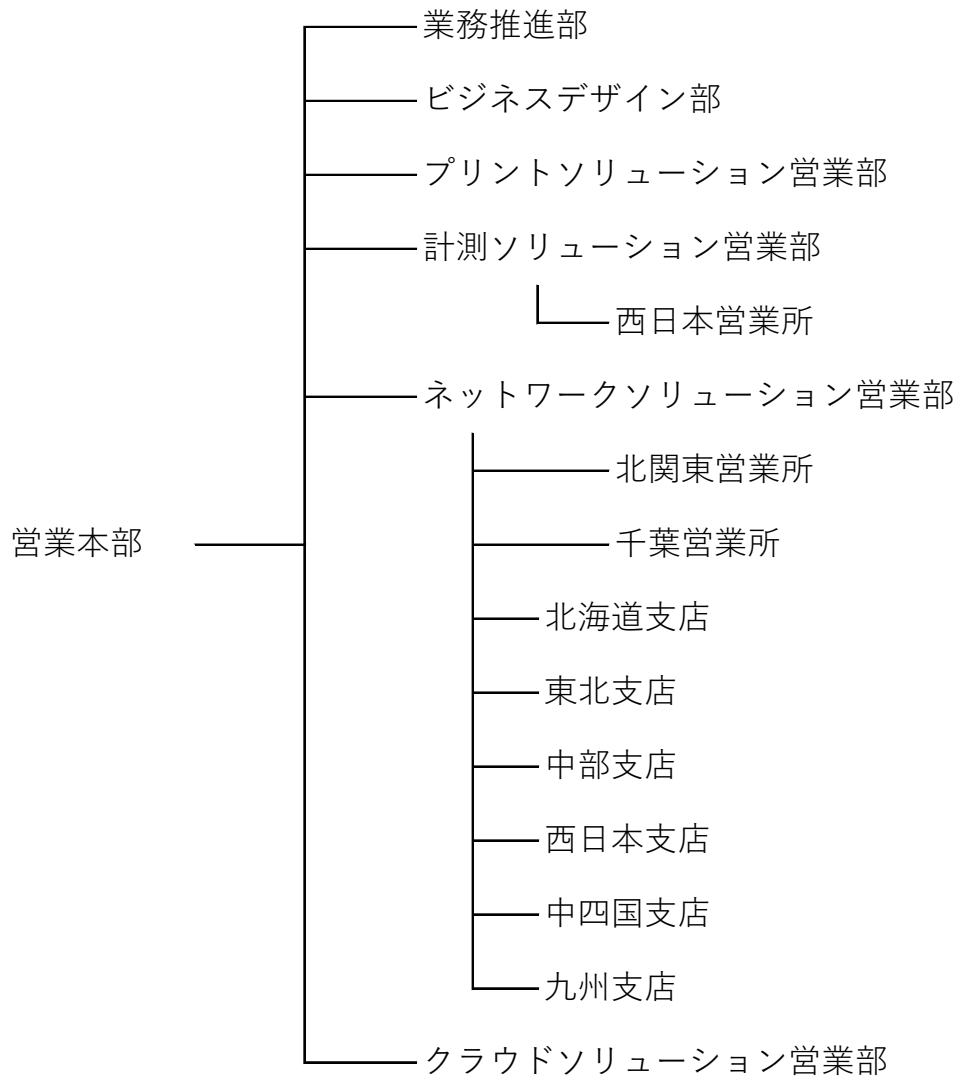 業務推進部
ビジネスデザイン部
プリントソリューション営業部
計測ソリューション営業部
西日本営業所
ネットワークソリューション営業部
北関東営業所
営業本部
千葉営業所
北海道支店
東北支店
中部支店
西日本支店
中四国支店
九州支店
クラウドソリューション営業部